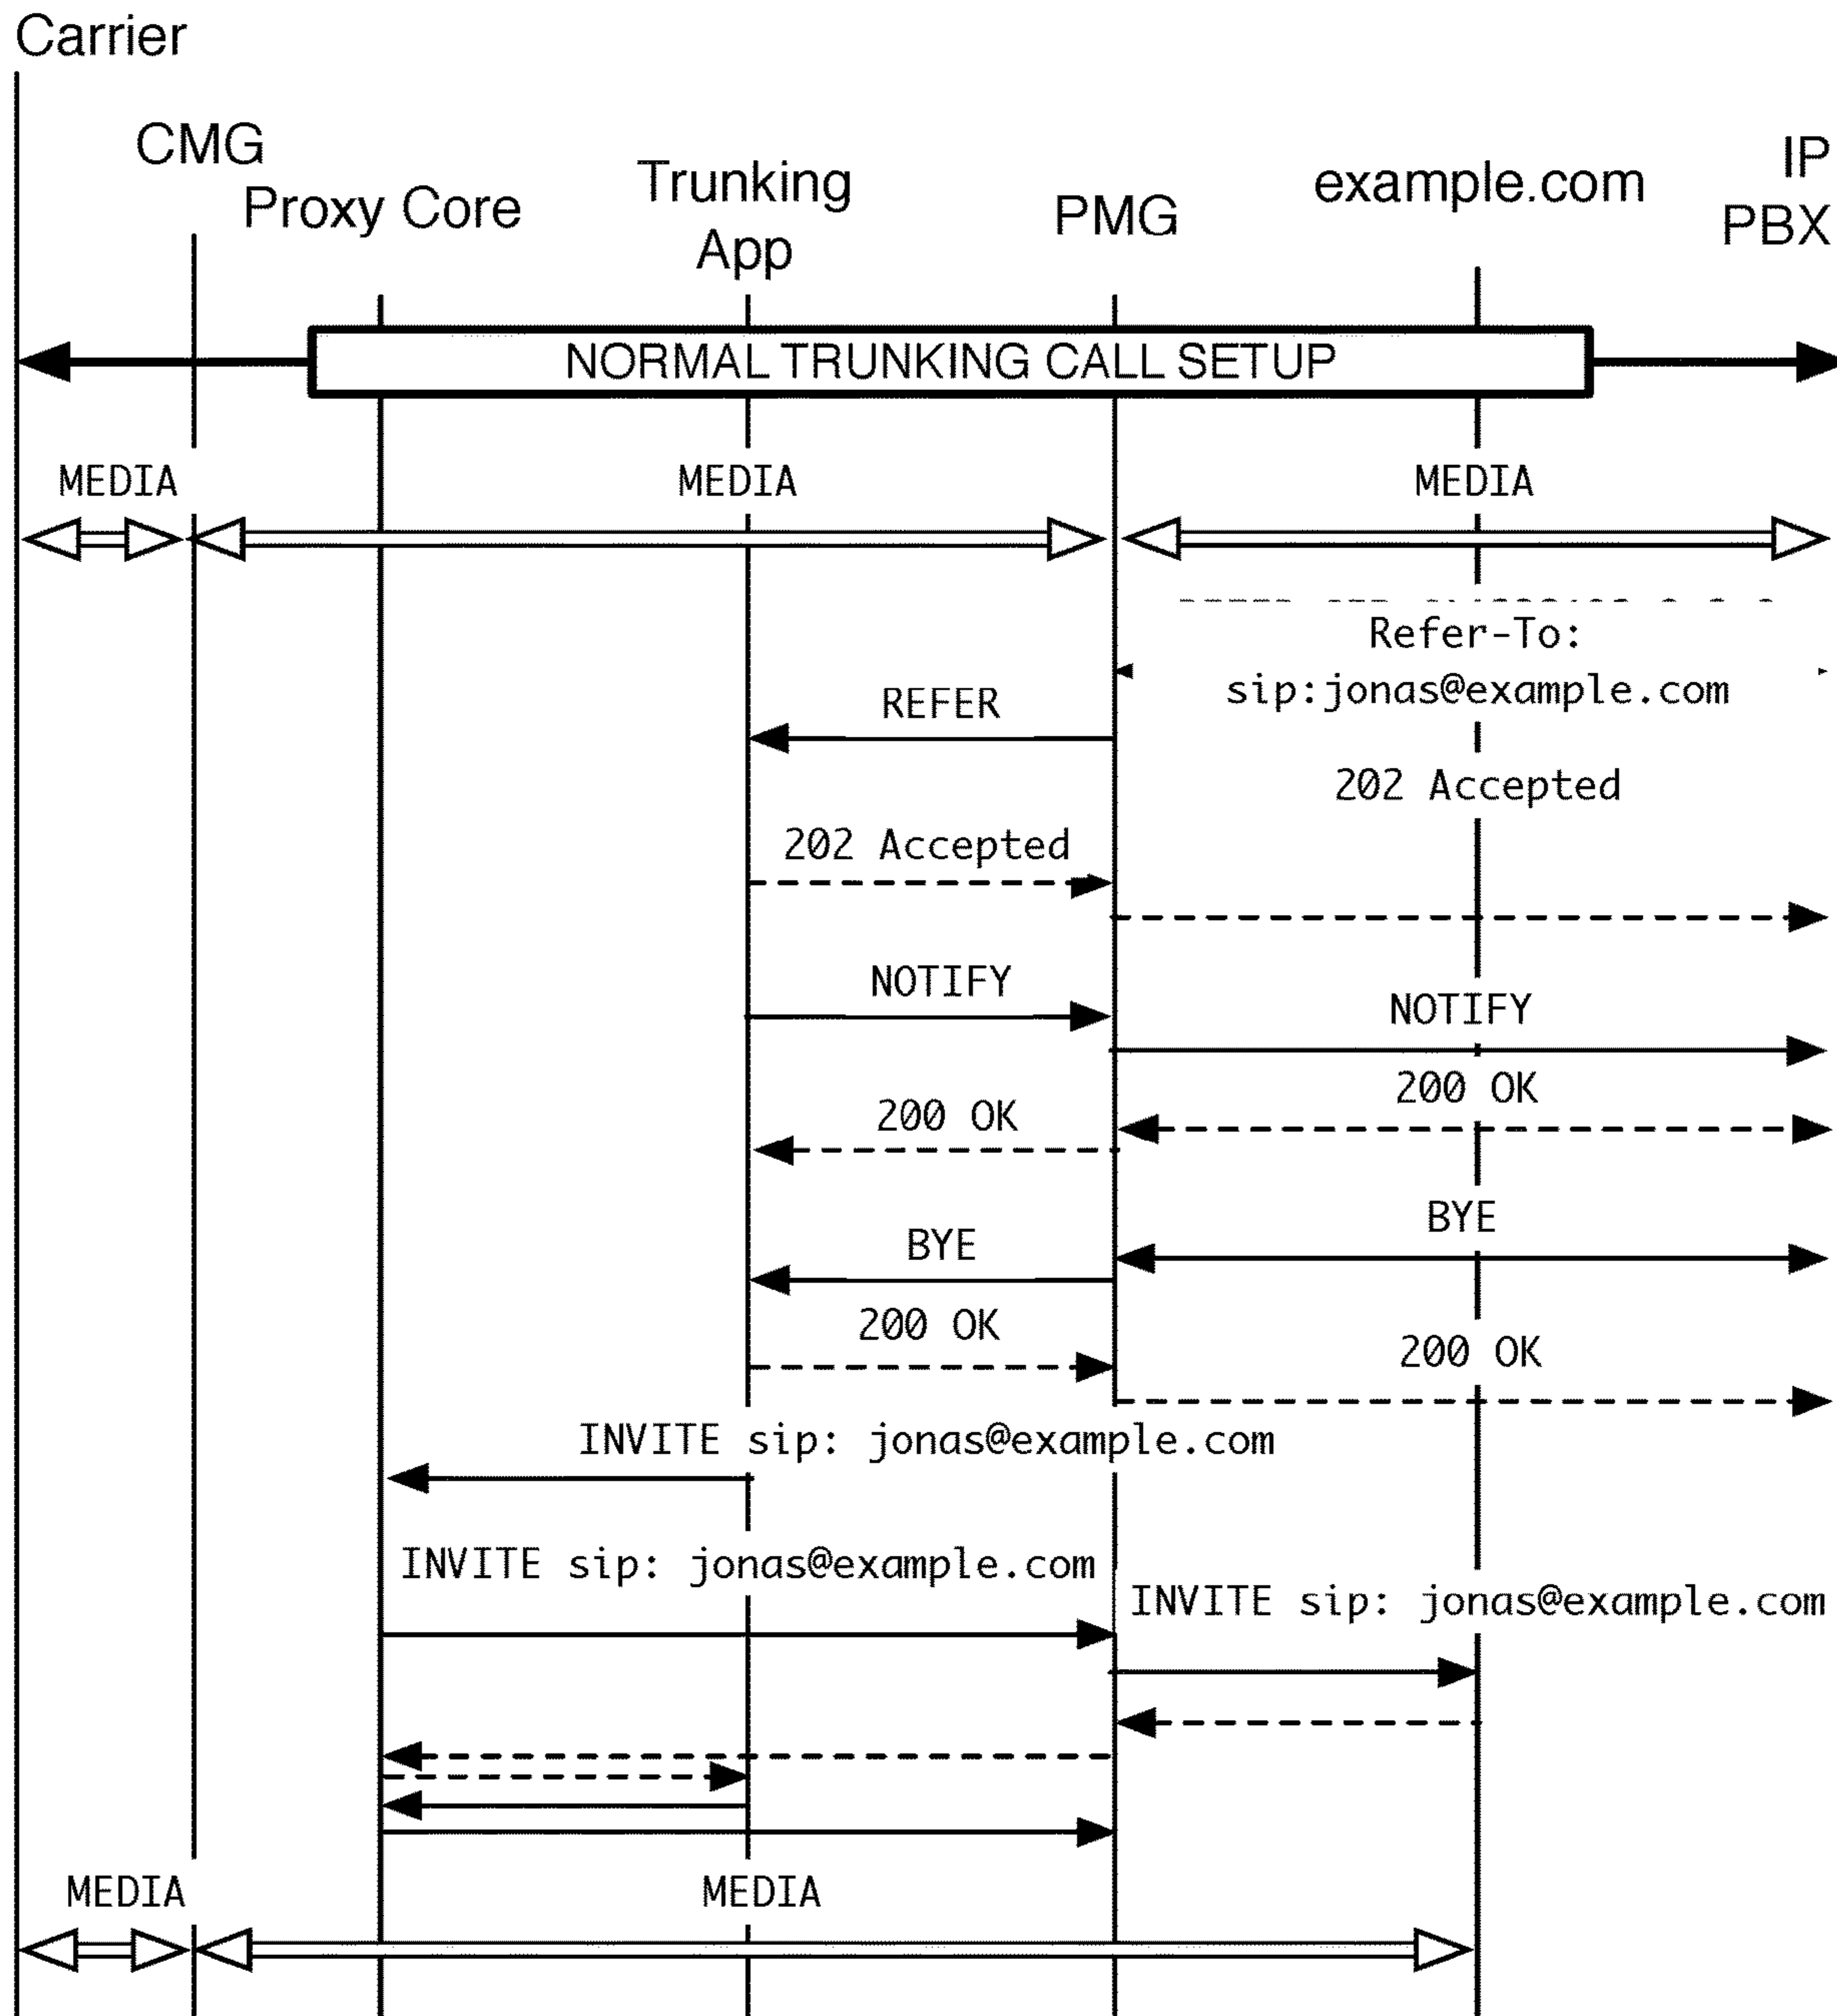 Carrier
CMG
Proxy Core
Trunking
App
PMG
example.com
IP
PBX
NORMAL TRUNKING CALL SETUP
MEDIA
MEDIA
MEDIA
Refer-To:
sip:jonas@example.com
REFER
202 Accepted
202 Accepted
NOTIFY
NOTIFY
200 OK
200 OK
BYE
BYE
200 OK
200 OK
INVITE sip: jonas@example.com
INVITE sip: jonas@example.com
INVITE sip: jonas@example.com
MEDIA
MEDIA